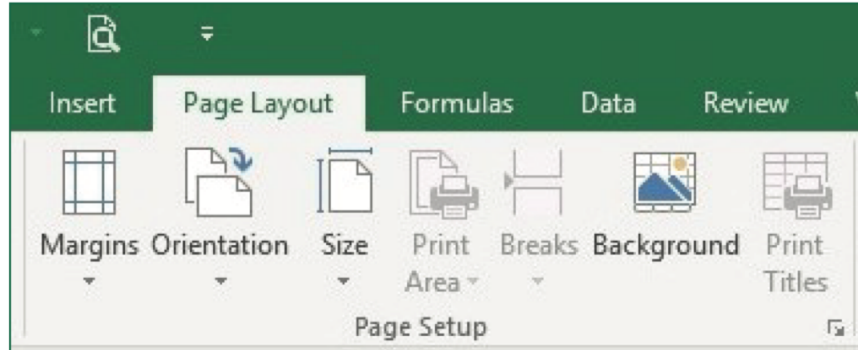 Insert Page Layout Formulas Data Review
Margins Orientation Size Print Breaks Background Print
Area Titles
Page Setup